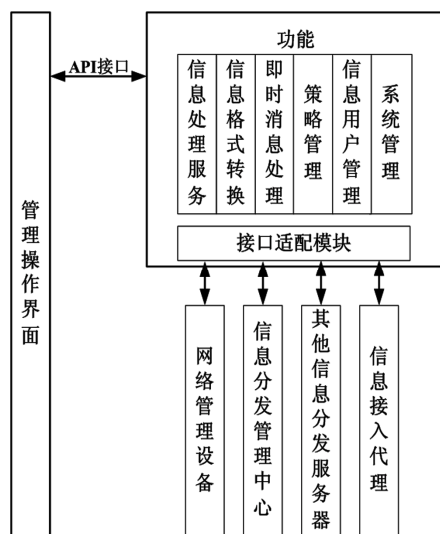 功能
API接口
信息处理服务
信息格式转换
即时消息处理
策略管理
信息用户管理
系统管理
接口适配模块
管理操作界面
网络管理设备
信息分发管理中心
其他信息分发服务器
信息接入代理